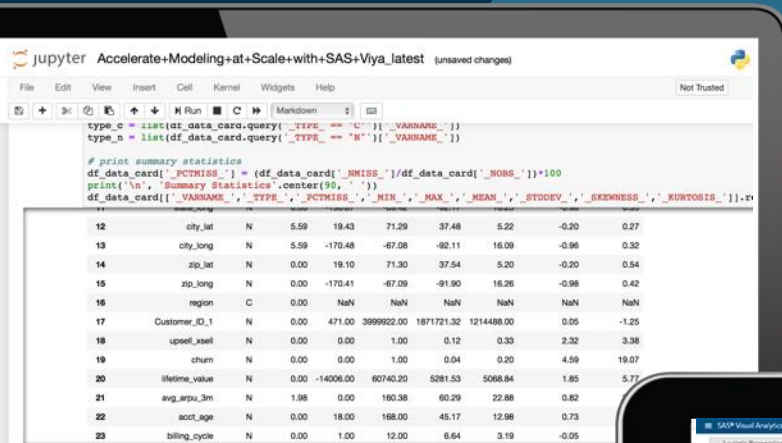 jupyter Accelerate+Modeling+at+Scale+with+SAS+Viya_latest (unsaved changes)
File Edit View Insert Cell Kernel Widgets Help Not Trusted
Run C Markdown
type_c = list(df_data_card.query('_TYPE_ == "C"')['_VARNAME_'])
type_n = list(df_data_card.query('_TYPE_ == "N"')['_VARNAME_'])
# print summary statistics
df_data_card['_PCTMISS_'] = (df_data_card['_NMISS_']/df_data_card['_NOBS_'])*100
print('\n', 'Summary Statistics'.center(90, ' '))
df_data_card[['_VARNAME_','_TYPE_','_PCTMISS_','_MIN_','_MAX_','_MEAN_','_STDDEV_','_SKEWNESS_','_KURTOSIS_']].r
12 city_lat N 5.59 19.43 71.29 37.48 5.22 -0.20 0.27
13 city_long N 5.59 -170.48 -67.08 -92.11 16.09 -0.96 0.32
14 zip_lat N 0.00 19.10 71.30 37.54 5.20 -0.20 0.54
15 zip_long N 0.00 -170.41 -67.09 -91.90 16.26 -0.98 0.42
16 region C 0.00 NaN NaN NaN NaN NaN NaN
17 Customer_ID_1 N 0.00 471.00 3999922.00 1871721.32 1214488.00 0.05 -1.25
18 upsell_xsell N 0.00 0.00 1.00 0.12 0.33 2.32 3.38
19 churn N 0.00 0.00 1.00 0.04 0.20 4.59 19.07
20 lifetime_value N 0.00 -14006.00 60740.20 5281.53 5068.84 1.85 5.77
21 avg_arpu_3m N 1.98 0.00 160.38 60.29 22.88 0.82
22 acct_age N 0.00 18.00 168.00 45.17 12.98 0.73
23 billing_cycle N 0.00 1.00 12.00 6.64 3.19 -0.05
SAS® Visual Analytics